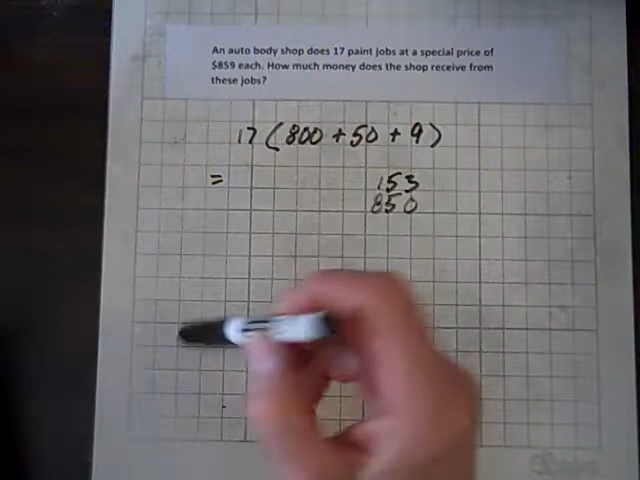 An auto body shop does 17 paint jobs at a special price of
$859 each. How much money does the shop receive from
these jobs?
17 (800 + 50 + 9)
= 153
850